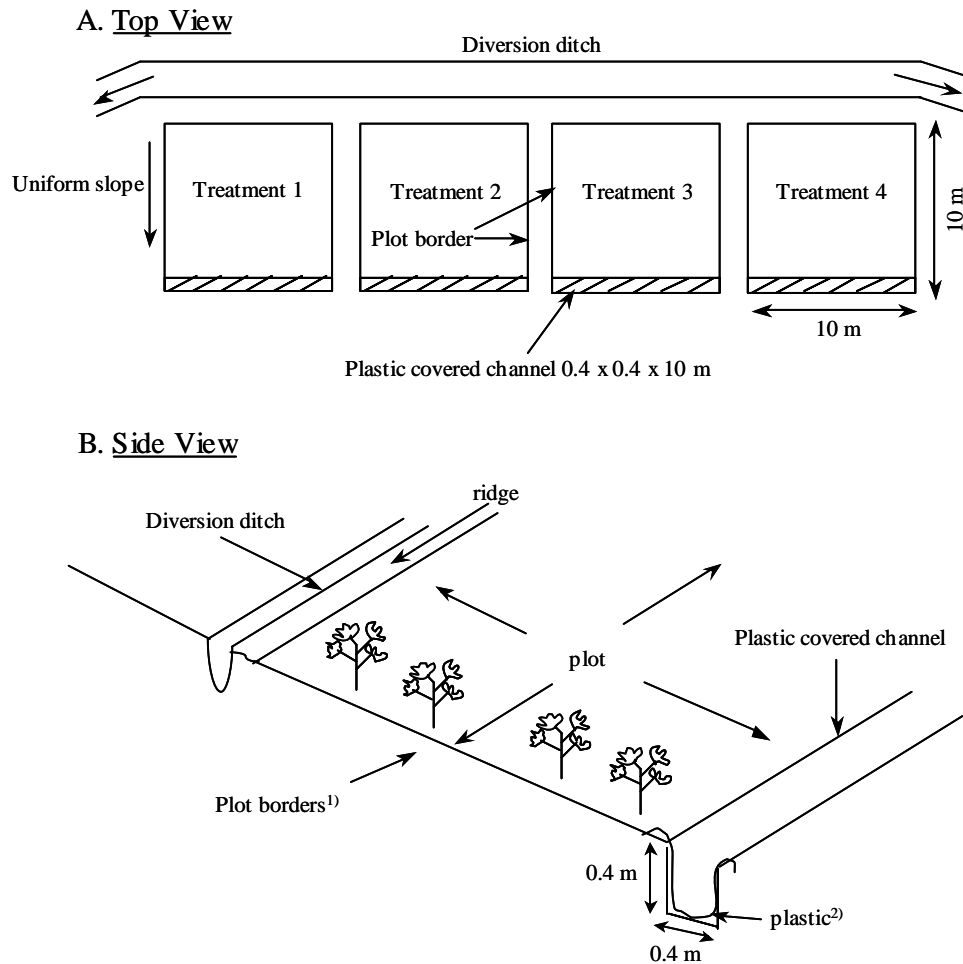 A. Top View
Diversion ditch
Uniform slope
Treatment 1
Treatment 2
Treatment 3
Treatment 4
Plot border
10 m
10 m
Plastic covered channel 0.4 x 0.4 x 10 m
B. Side View
ridge
Diversion ditch
Plastic covered channel
plot
Plot borders1)
0.4 m
plastic2)
0.4 m